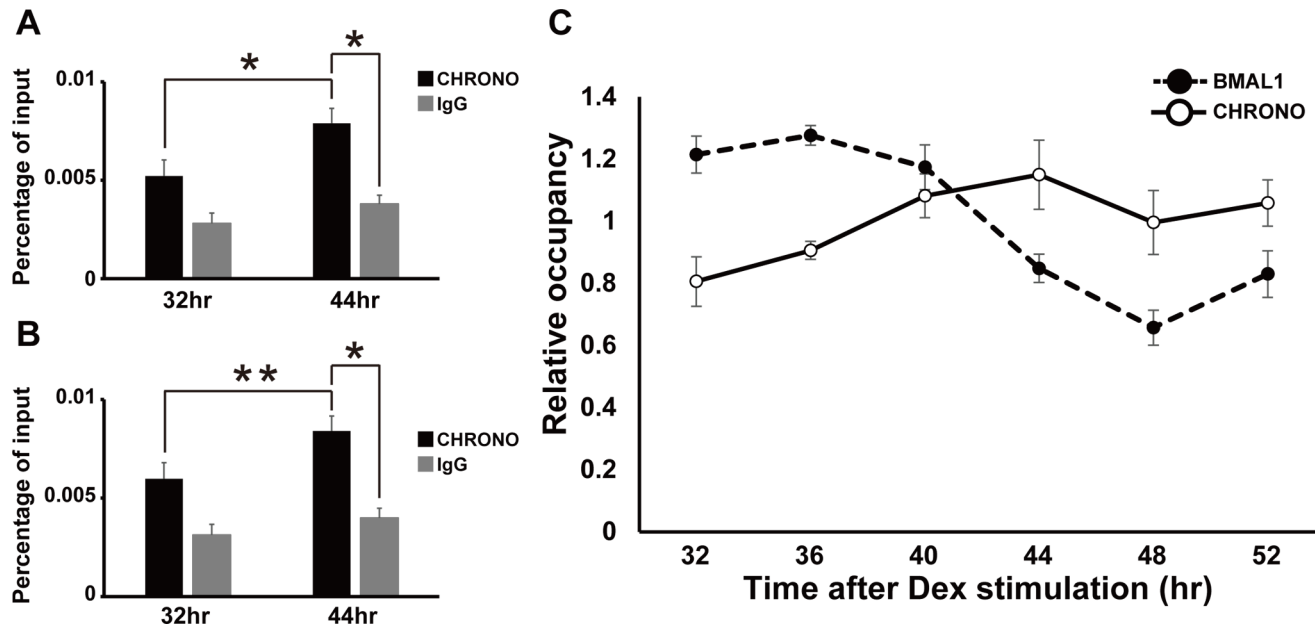 A
Percentage of input
0.01
0.005
0
*
*
CHRONO
IgG
32hr
44hr
B
Percentage of input
0.01
0.005
0
**
*
CHRONO
IgG
32hr
44hr
C
Relative occupancy
1.4
1.2
1
0.8
0.6
0.4
0.2
0
BMAL1
CHRONO
32 36 40 44 48 52
Time after Dex stimulation (hr)